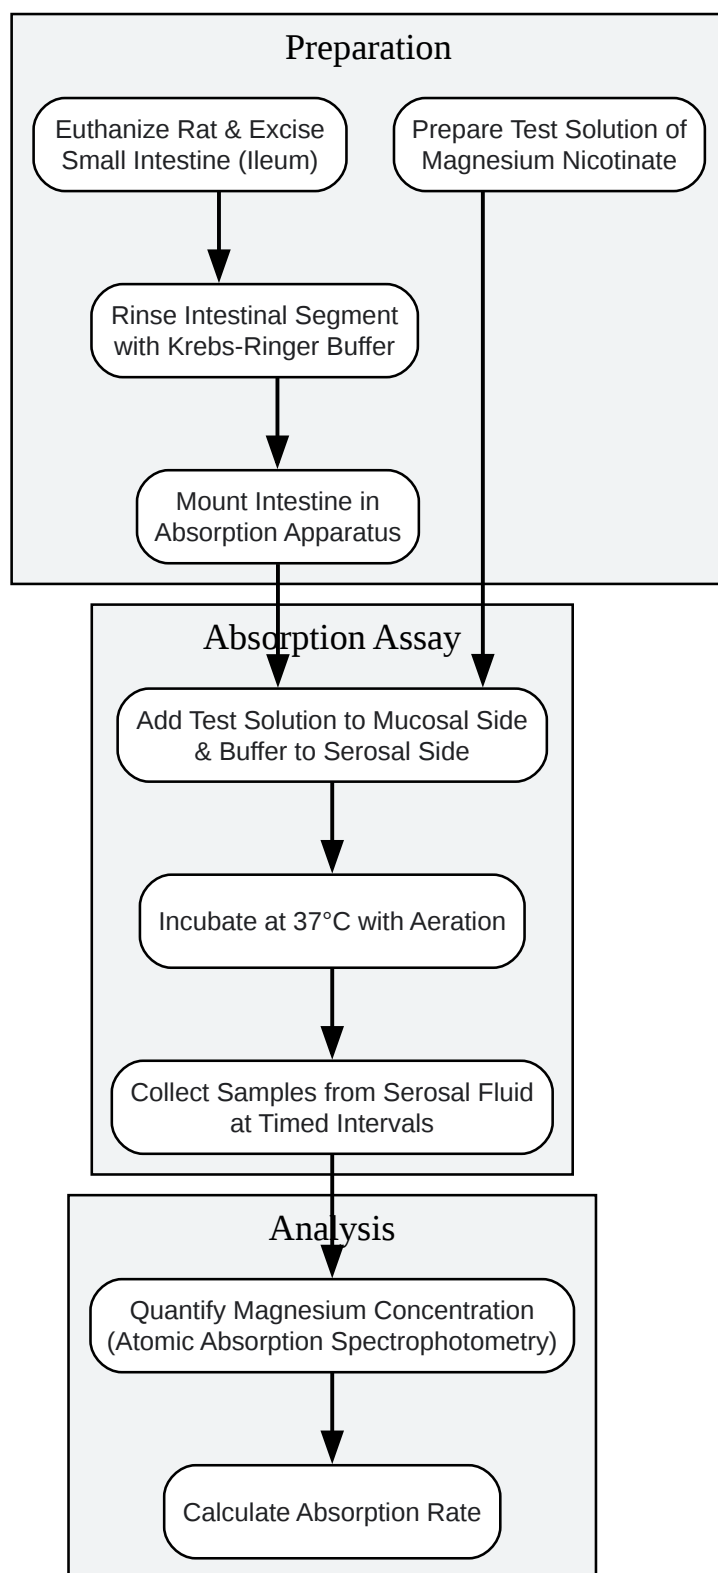 Preparation
Euthanize Rat & Excise
Small Intestine (Ileum)
Prepare Test Solution of
Magnesium Nicotinate
Rinse Intestinal Segment
with Krebs-Ringer Buffer
Mount Intestine in
Absorption Apparatus
Absorption Assay
Add Test Solution to Mucosal Side
& Buffer to Serosal Side
Incubate at 37°C with Aeration
Collect Samples from Serosal Fluid
at Timed Intervals
Analysis
Quantify Magnesium Concentration
(Atomic Absorption Spectrophotometry)
Calculate Absorption Rate